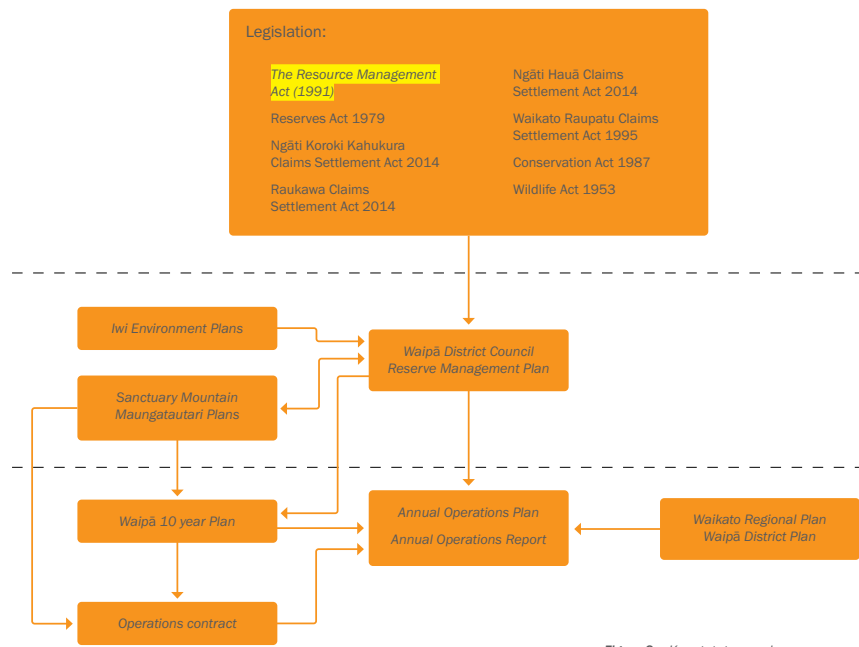 Legislation:
The Resource Management
Act (1991)
Reserves Act 1979
Ngāti Koroki Kahukura
Claims Settlement Act 2014
Raukawa Claims
Settlement Act 2014
Ngāti Hauā Claims
Settlement Act 2014
Waikato Raupatu Claims
Settlement Act 1995
Conservation Act 1987
Wildlife Act 1953
Iwi Environment Plans
Waipā District Council
Reserve Management Plan
Sanctuary Mountain
Maungatautari Plans
Waipā 10 year Plan
Annual Operations Plan
Annual Operations Report
Waikato Regional Plan
Waipā District Plan
Operations contract